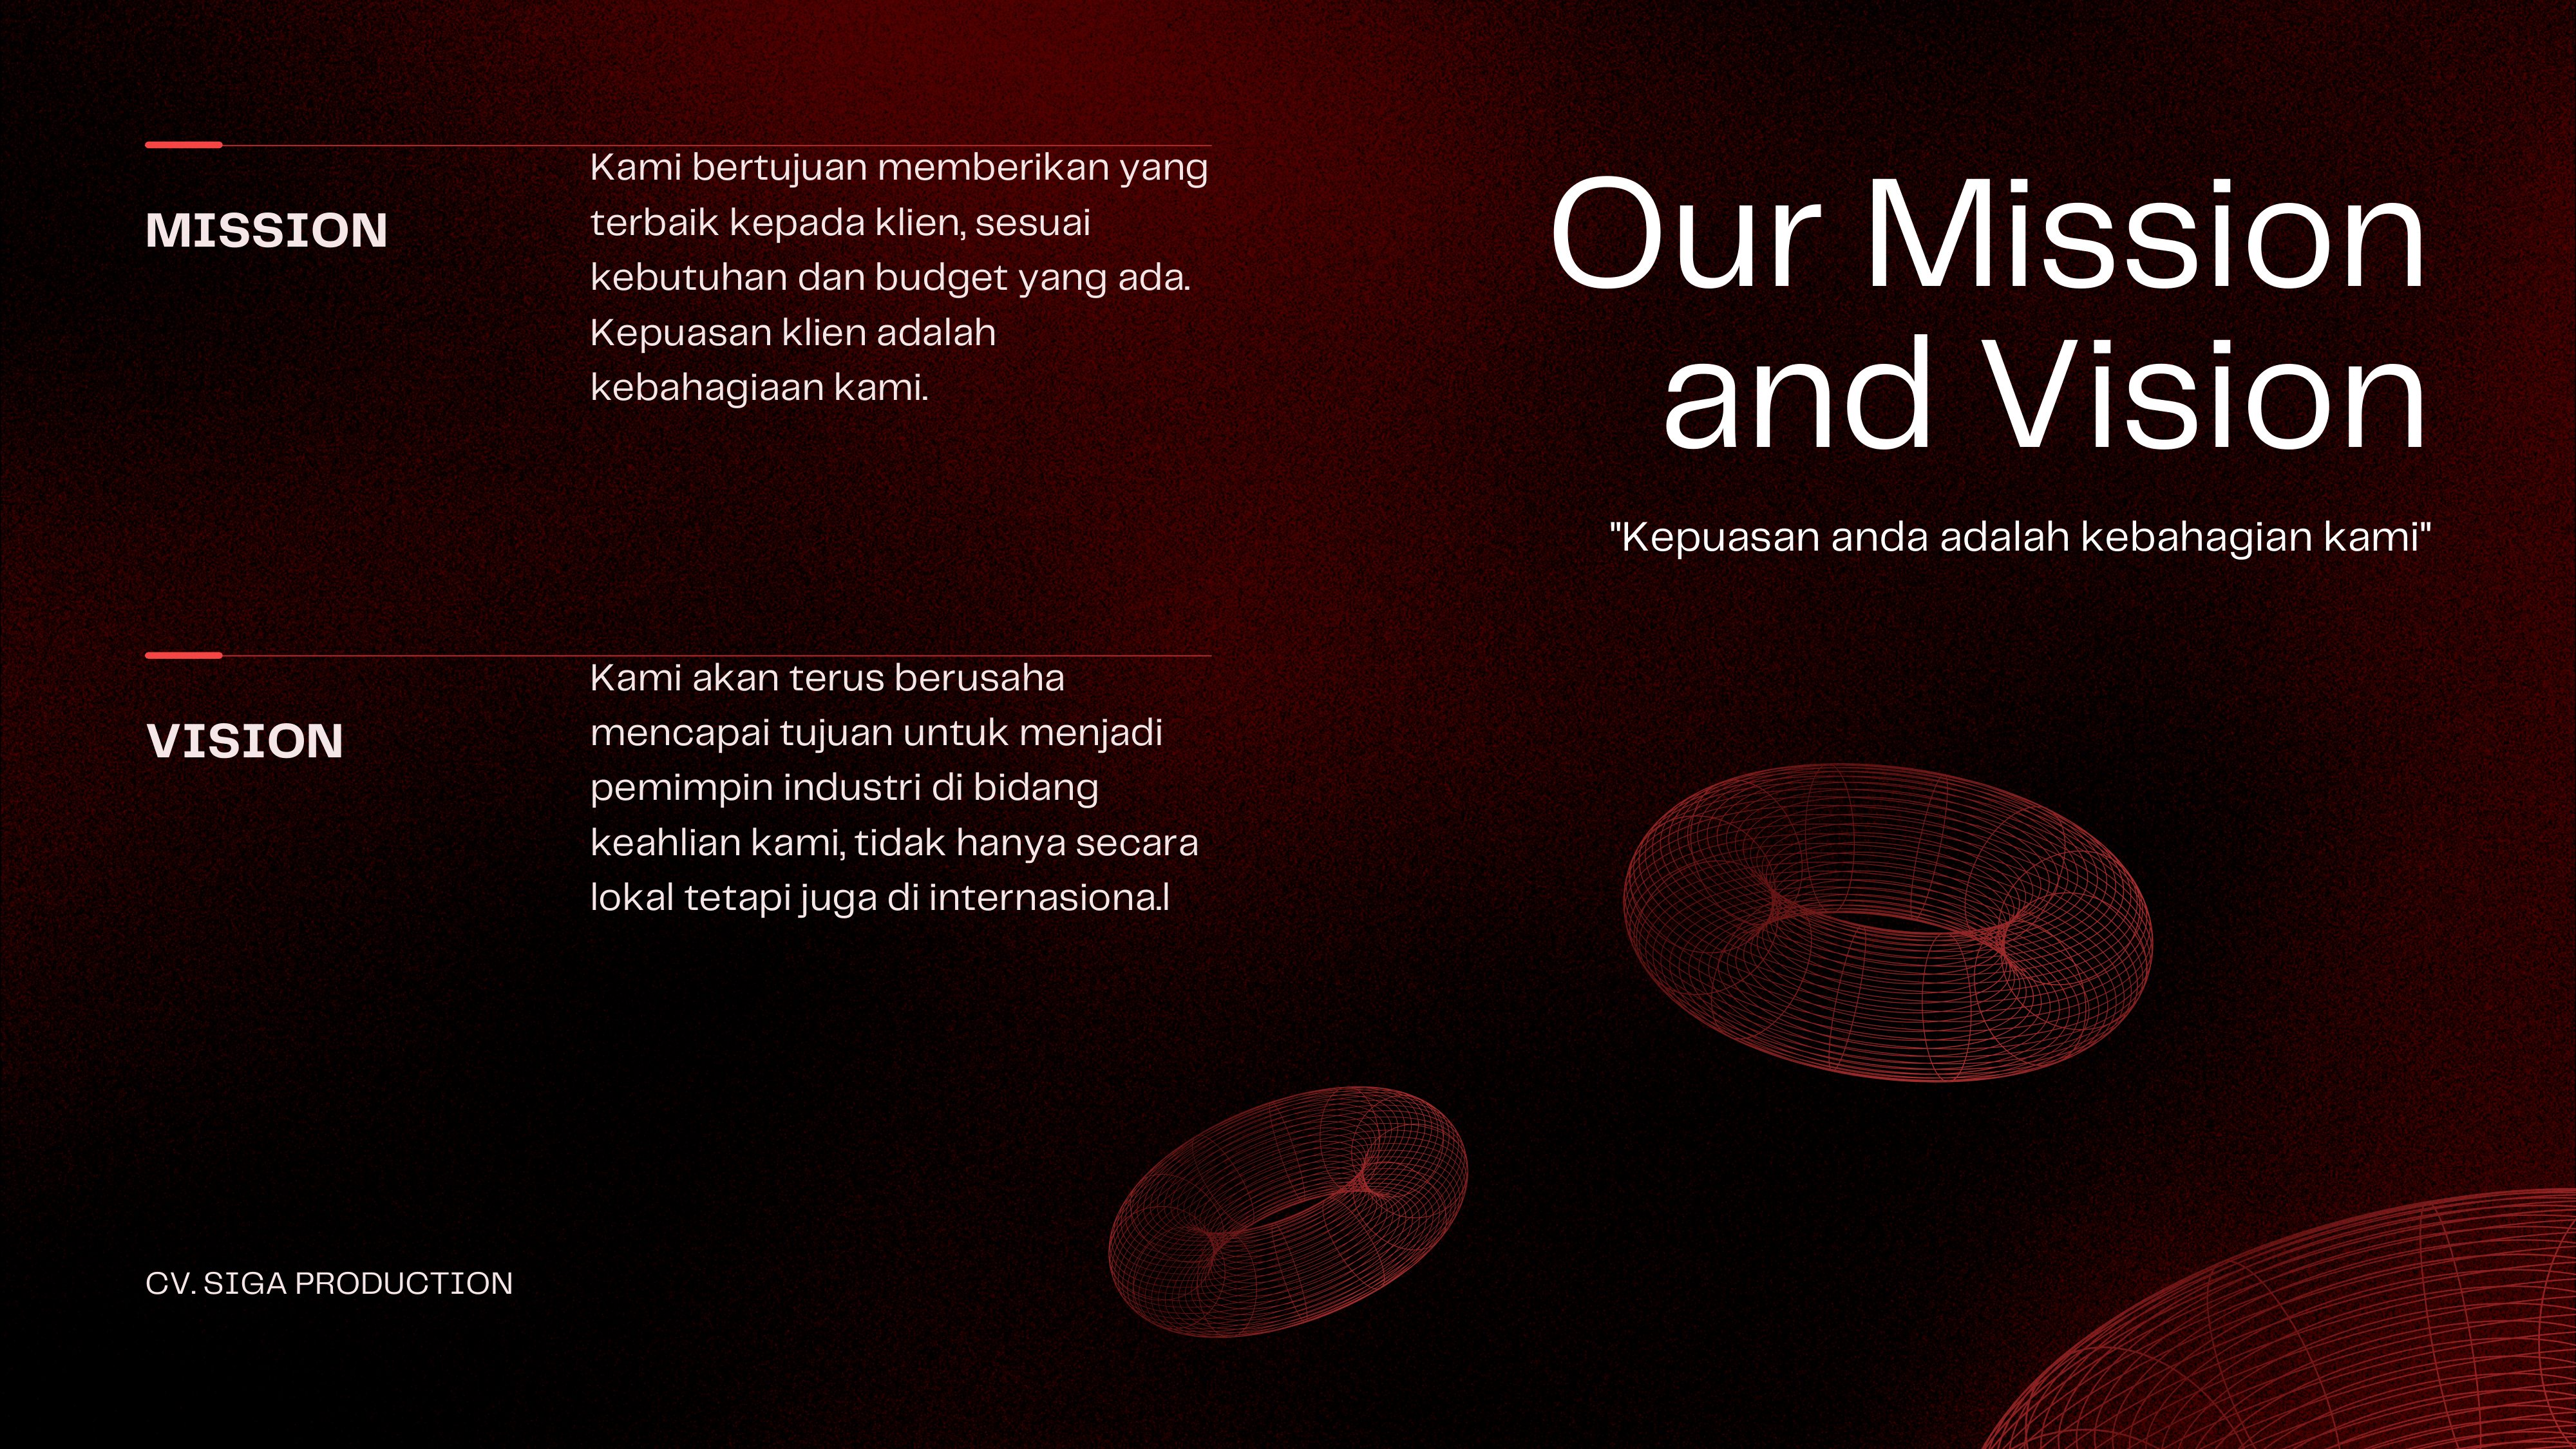 Our Mission
and Vision
"Kepuasan anda adalah kebahagian kami"
MISSION
Kami bertujuan memberikan yang
terbaik kepada klien, sesuai
kebutuhan dan budget yang ada.
Kepuasan klien adalah
kebahagiaan kami.
VISION
Kami akan terus berusaha
mencapai tujuan untuk menjadi
pemimpin industri di bidang
keahlian kami, tidak hanya secara
lokal tetapi juga di internasiona.l
CV. SIGA PRODUCTION